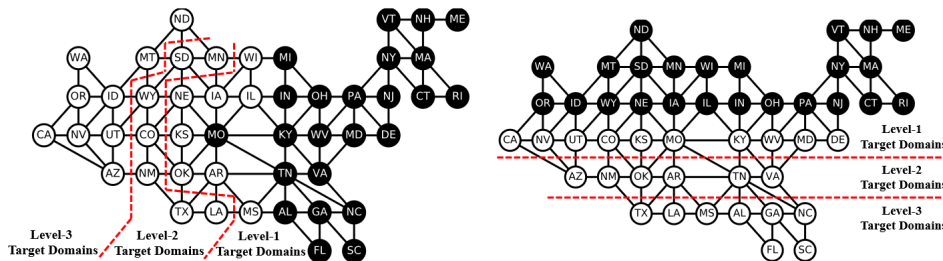 ND
VT NH ME
WA MT SD MN WI MI NY MA
OR ID WY NE IA IL IN OH PA NJ CT RI
CA NV UT CO KS MO KY WV MD DE
AZ NM OK AR TN VA
TX LA MS AL GA NC
FL SC
Level-3
Target Domains
Level-2
Target Domains
Level-1
Target Domains
VT NH ME
ND
WA MT SD MN WI MI NY MA
OR ID WY NE IA IL IN OH PA NJ CT RI
CA NV UT CO KS MO KY WV MD DE
Level-1
Target Domains
AZ NM OK AR TN VA
Level-2
Target Domains
TX LA MS AL GA NC
FL SC
Level-3
Target Domains